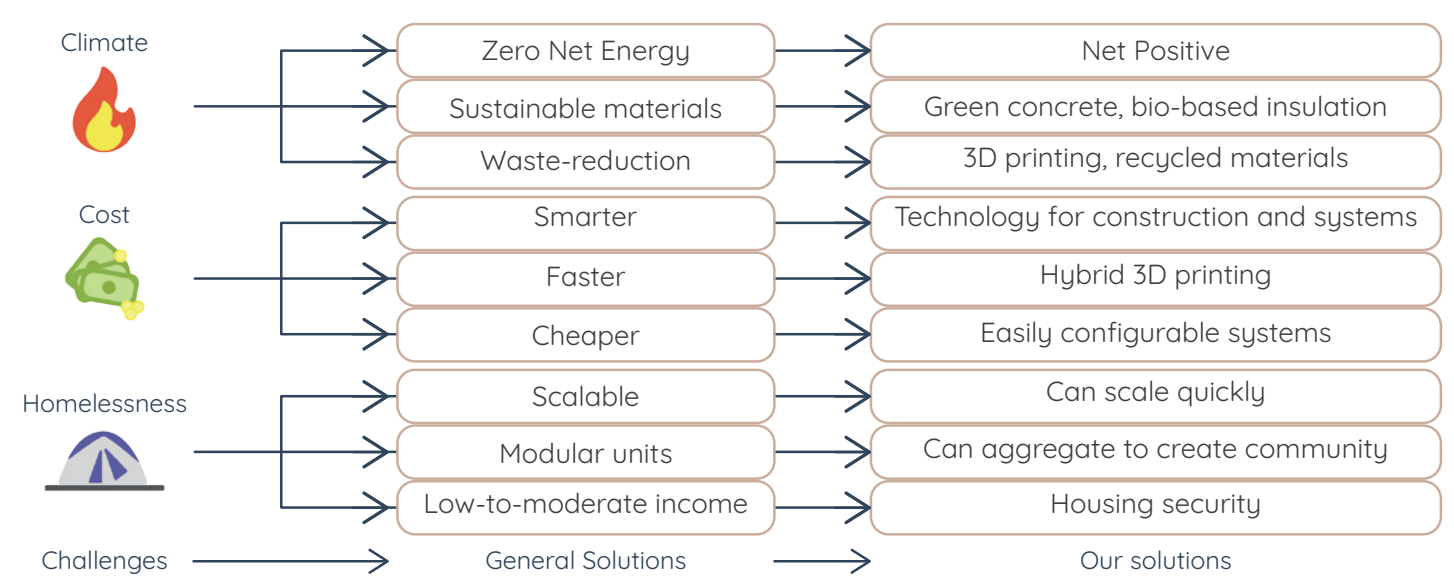 Climate
Zero Net Energy
Net Positive
Sustainable materials
Green concrete, bio-based insulation
Waste-reduction
3D printing, recycled materials
Cost
Smarter
Technology for construction and systems
Faster
Hybrid 3D printing
Cheaper
Easily configurable systems
Homelessness
Scalable
Can scale quickly
Modular units
Can aggregate to create community
Low-to-moderate income
Housing security
Challenges
General Solutions
Our solutions